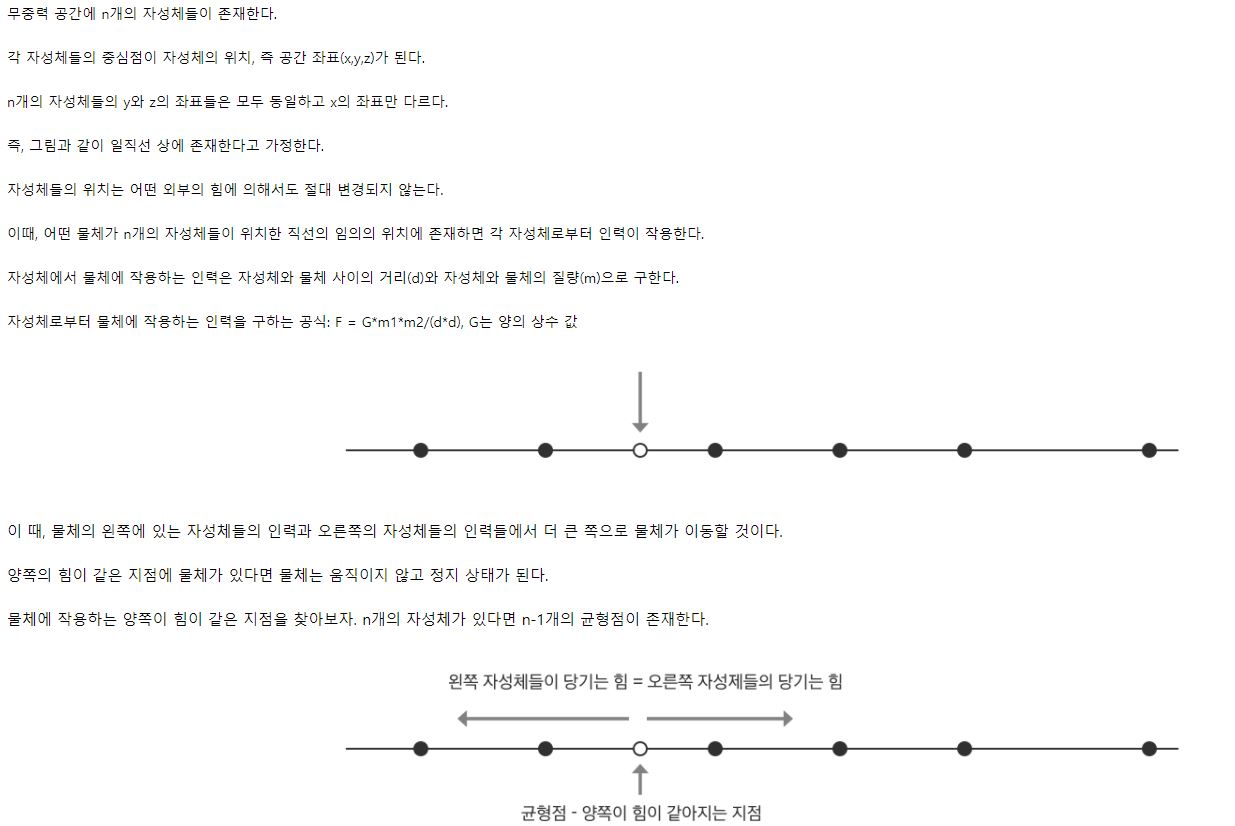 무중력 공간에 n개의 자성체들이 존재한다.
각 자성체들의 중심점이 자성체의 위치, 즉 공간 좌표(x,y,z)가 된다.
n개의 자성체들의 y와 z의 좌표들은 모두 동일하고 x의 좌표만 다르다.
즉, 그림과 같이 일직선 상에 존재한다고 가정한다.
자성체들의 위치는 어떤 외부의 힘에 의해서도 절대 변경되지 않는다.
이때, 어떤 물체가 n개의 자성체들이 위치한 직선의 임의의 위치에 존재하면 각 자성체로부터 인력이 작용한다.
자성체에서 물체에 작용하는 인력은 자성체와 물체 사이의 거리(d)와 자성체와 물체의 질량(m)으로 구한다.
자성체로부터 물체에 작용하는 인력을 구하는 공식: F = G*m1*m2/(d*d), G는 양의 상수 값
이 때, 물체의 왼쪽에 있는 자성체들의 인력과 오른쪽의 자성체들의 인력들에서 더 큰 쪽으로 물체가 이동할 것이다.
양쪽의 힘이 같은 지점에 물체가 있다면 물체는 움직이지 않고 정지 상태가 된다.
물체에 작용하는 양쪽이 힘이 같은 지점을 찾아보자. n개의 자성체가 있다면 n-1개의 균형점이 존재한다.
왼쪽 자성체들이 당기는 힘 = 오른쪽 자성제들의 당기는 힘
균형점 - 양쪽이 힘이 같아지는 지점